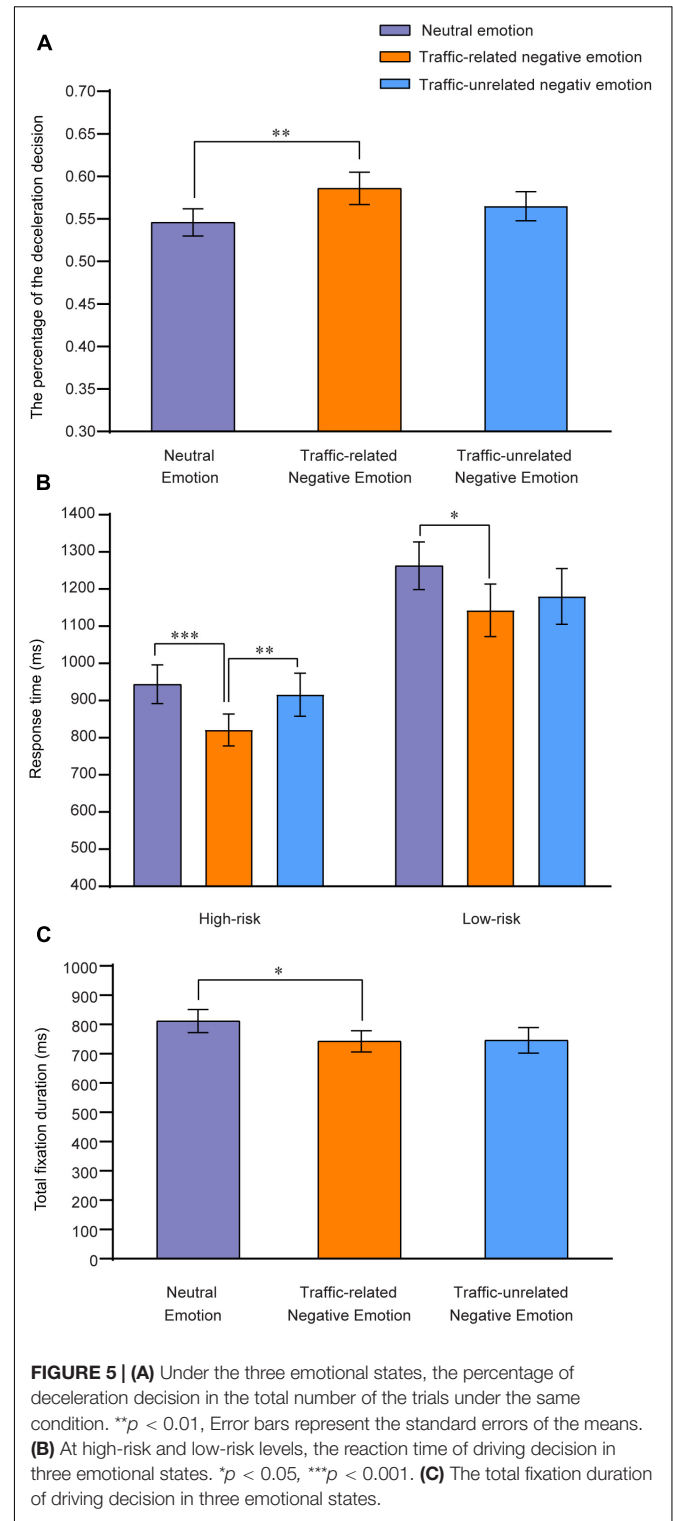 A
Neutral emotion
Traffic-related negative emotion
Traffic-unrelated negativ emotion
The percentage of the deceleration decision
0.70
0.65
0.60
0.55
0.50
0.45
0.40
0.35
0.30
**
Neutral
Emotion
Traffic-related
Negative Emotion
Traffic-unrelated
Negative Emotion
B
Response time (ms)
1400
1300
1200
1100
1000
900
800
700
600
500
400
***
**
*
High-risk
Low-risk
C
Total fixation duration (ms)
1000
900
800
700
600
500
400
300
200
100
0
*
Neutral
Emotion
Traffic-related
Negative Emotion
Traffic-unrelated
Negative Emotion
FIGURE 5 | (A) Under the three emotional states, the percentage of
deceleration decision in the total number of the trials under the same
condition. **p < 0.01, Error bars represent the standard errors of the means.
(B) At high-risk and low-risk levels, the reaction time of driving decision in
three emotional states. *p < 0.05, ***p < 0.001. (C) The total fixation duration
of driving decision in three emotional states.